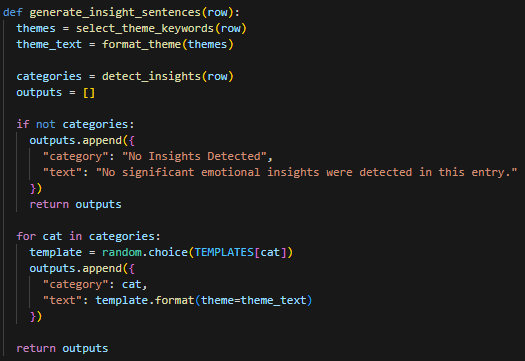 def generate_insight_sentences(row):
  themes = select_theme_keywords(row)
  theme_text = format_theme(themes)

  categories = detect_insights(row)
  outputs = []

  if not categories:
    outputs.append({
      "category": "No Insights Detected",
      "text": "No significant emotional insights were detected in this entry."
    })
    return outputs

  for cat in categories:
    template = random.choice(TEMPLATES[cat])
    outputs.append({
      "category": cat,
      "text": template.format(theme=theme_text)
    })

  return outputs